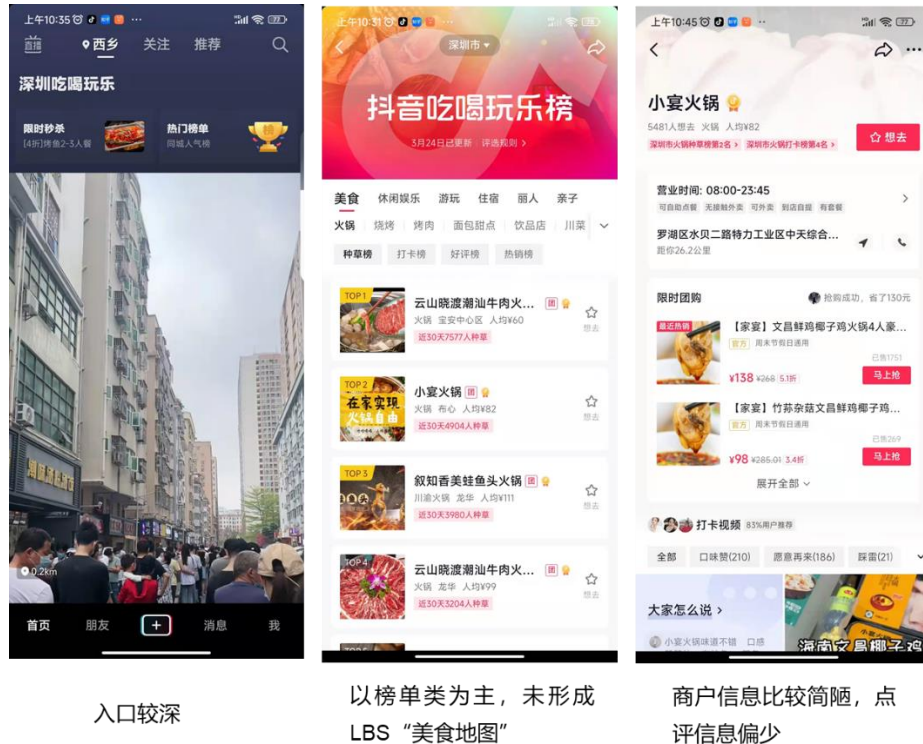 上午10:35
直播
西乡
关注
推荐
深圳吃喝玩乐
限时秒杀
[4折]烤鱼2-3人餐
热门榜单
同城人气榜
0.2km
首页
朋友
消息
我
入口较深
上午10:31
深圳市
抖音吃喝玩乐榜
3月24日已更新 评选规则 >
美食 休闲娱乐 游玩 住宿 丽人 亲子
火锅 烧烤 烤肉 面包甜点 饮品店 川菜
种草榜 打卡榜 好评榜 热销榜
TOP 1
云山晓渡潮汕牛肉火... 团
火锅 宝安中心区 人均¥60
近30天7577人种草
想去
TOP 2
在家实现
火锅自由
小宴火锅 团
火锅 布心 人均¥82
近30天4904人种草
想去
TOP 3
叙知香美蛙鱼头火锅 团
川渝火锅 龙华 人均¥111
近30天3980人种草
想去
TOP 4
云山晓渡潮汕牛肉火... 团
火锅 龙华 人均¥99
近30天3204人种草
想去
以榜单类为主，未形成
LBS“美食地图”
上午10:45
小宴火锅
5481人想去 火锅 人均¥82
深圳市火锅种草榜第2名 > 深圳市火锅打卡榜第4名 >
想去
营业时间: 08:00-23:45
可自助点餐 无接触外卖 可外卖 到店自提 有套餐
罗湖区水贝二路特力工业区中天综合...
距你26.2公里
限时团购
抢购成功，省了130元
最近热销
【家宴】文昌鲜鸡椰子鸡火锅4人豪...
官方 周末节假日通用
已售1751
¥138 ¥268 5.1折
马上抢
【家宴】竹荪杂菇文昌鲜鸡椰子鸡...
官方 周末节假日通用
已售269
¥98 ¥285.01 3.4折
马上抢
展开全部
打卡视频 83%用户推荐
全部 口味赞(210) 愿意再来(186) 踩雷(21)
大家怎么说 >
小宴火锅味道不错 口感
海南文昌椰子鸡
商户信息比较简陋，点
评信息偏少